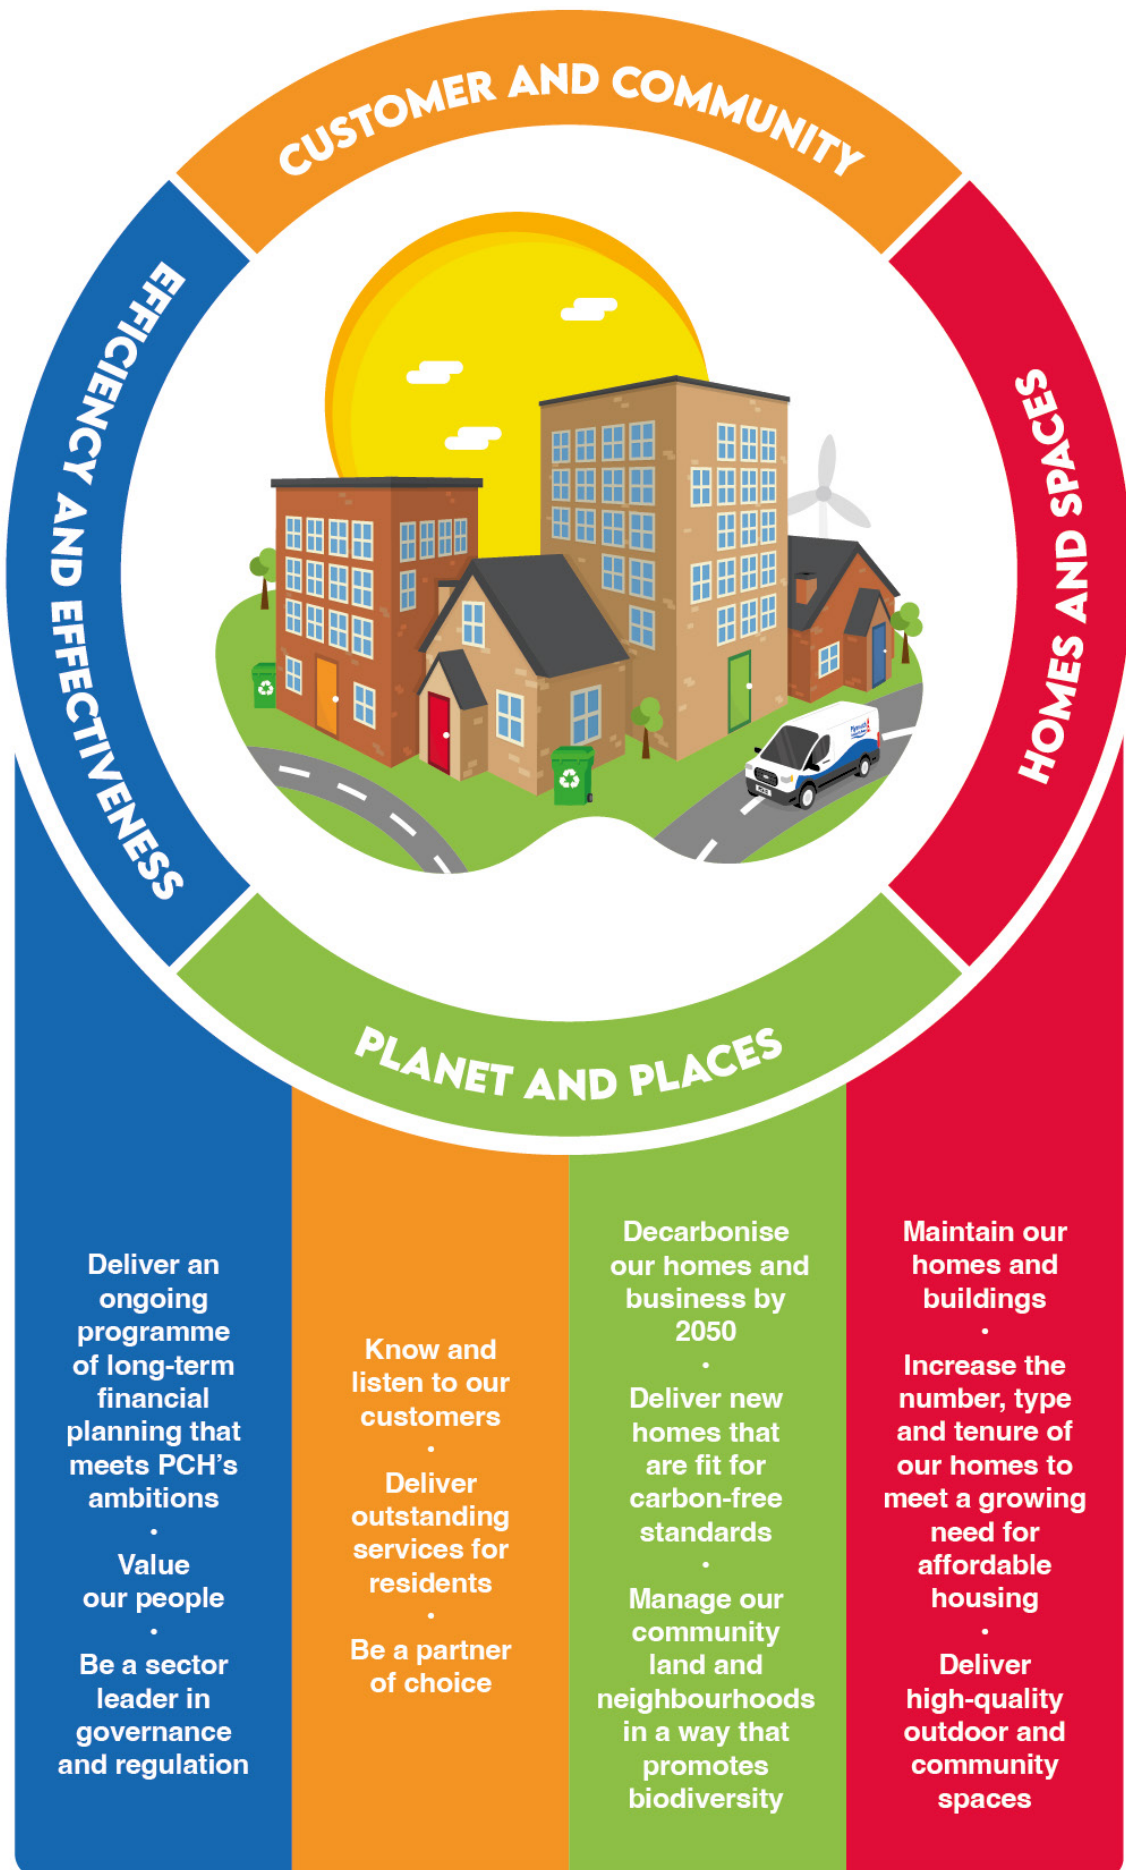 CUSTOMER AND COMMUNITY
EFFICIENCY AND EFFECTIVENESS
HOMES AND SPACES
PLANET AND PLACES
Deliver an
ongoing
programme
of long-term
financial
planning that
meets PCH's
ambitions
•
Value
our people
•
Be a sector
leader in
governance
and regulation
Know and
listen to our
customers
•
Deliver
outstanding
services for
residents
•
Be a partner
of choice
Decarbonise
our homes and
business by
2050
•
Deliver new
homes that
are fit for
carbon-free
standards
•
Manage our
community
land and
neighbourhoods
in a way that
promotes
biodiversity
Maintain our
homes and
buildings
•
Increase the
number, type
and tenure of
our homes to
meet a growing
need for
affordable
housing
•
Deliver
high-quality
outdoor and
community
spaces